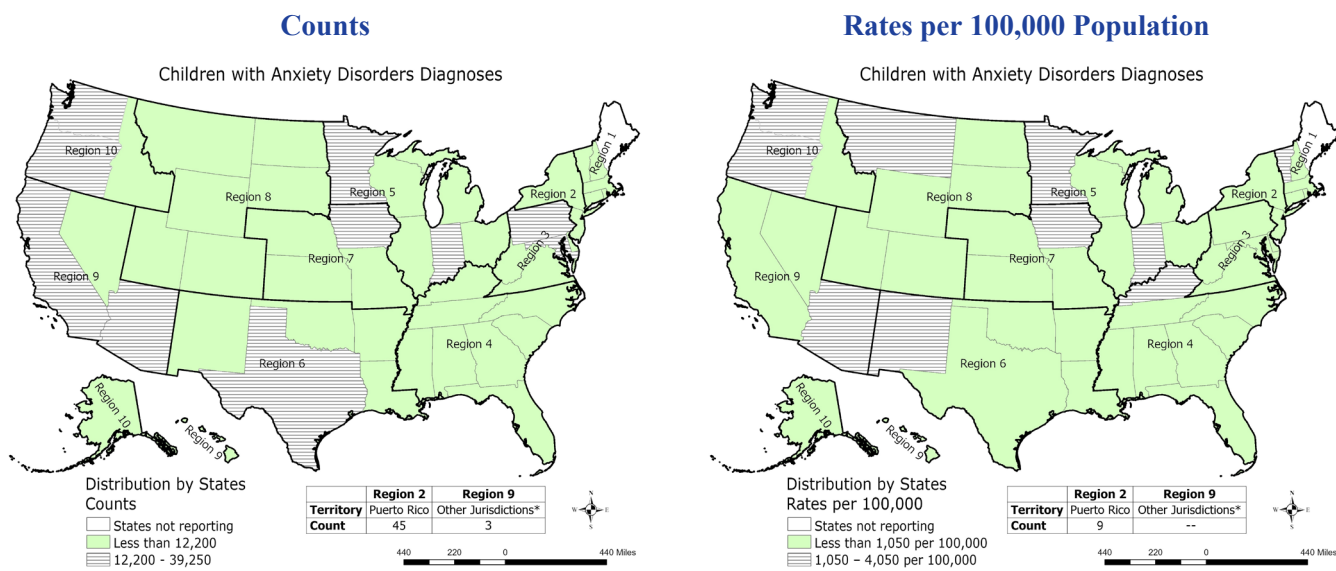 Counts
Children with Anxiety Disorders Diagnoses
Region 10
Region 8
Region 5
Region 1
Region 2
Region 3
Region 9
Region 7
Region 6
Region 4
Region 10
Region 9
Distribution by States
Counts
States not reporting
Less than 12,200
12,200 - 39,250
Region 2 Region 9
Territory Puerto Rico Other Jurisdictions*
Count 45 3
N
W E
S
440 220 0 440 Miles
Rates per 100,000 Population
Children with Anxiety Disorders Diagnoses
Region 10
Region 8
Region 5
Region 1
Region 2
Region 3
Region 9
Region 7
Region 6
Region 4
Region 10
Region 9
Distribution by States
Rates per 100,000
States not reporting
Less than 1,050 per 100,000
1,050 – 4,050 per 100,000
Region 2 Region 9
Territory Puerto Rico Other Jurisdictions*
Count 9 --
N
W E
S
440 220 0 440 Miles